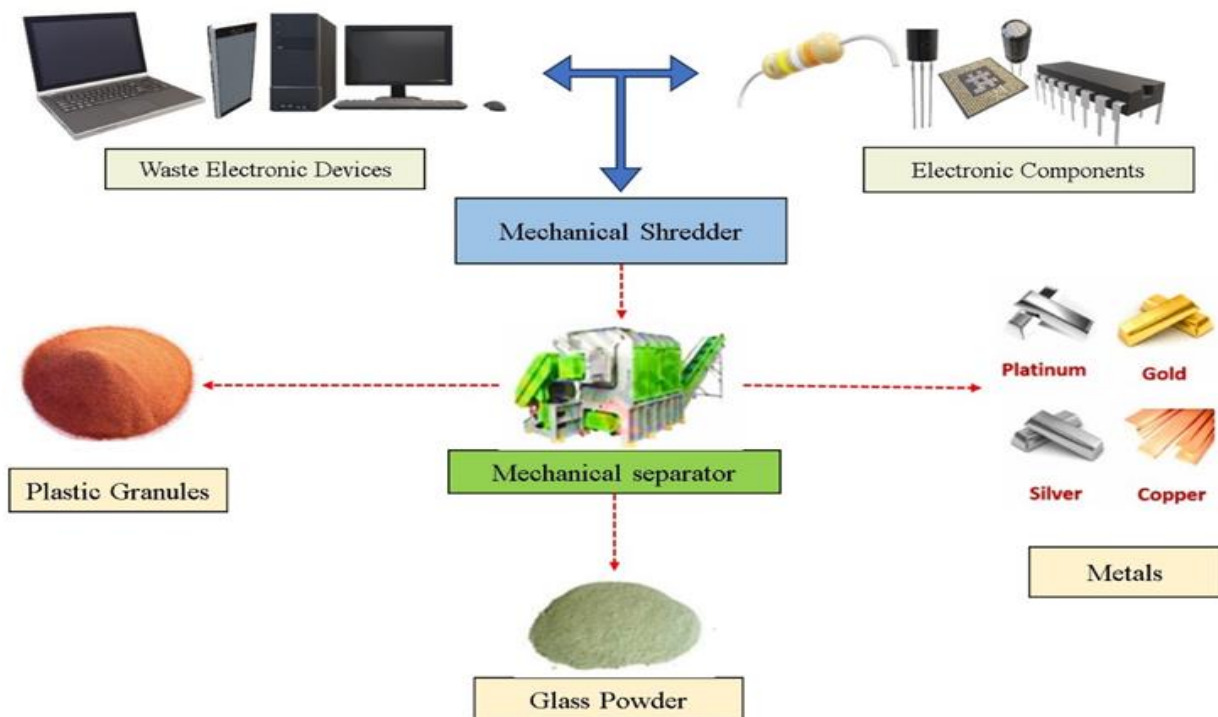 Waste Electronic Devices
Electronic Components
Mechanical Shredder
Platinum
Gold
Mechanical separator
Plastic Granules
Silver
Copper
Metals
Glass Powder